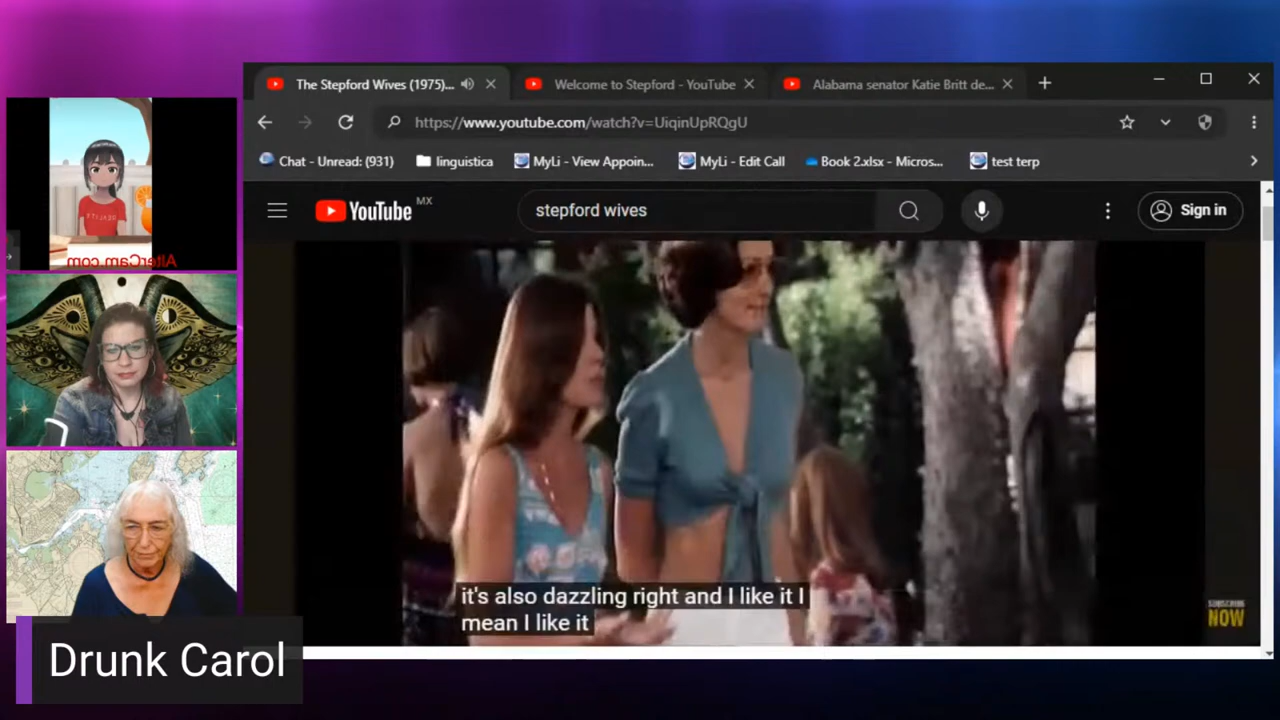 The Stepford Wives (1975)...
Welcome to Stepford - YouTube
Alabama senator Katie Britt de...
https://www.youtube.com/watch?v=UiqinUpRQgU
Chat - Unread: (931)
linguistica
MyLi - View Appoin...
MyLi - Edit Call
Book 2.xlsx - Micros...
test terp
YouTube MX
stepford wives
Sign in
AlterCam.com
it's also dazzling right and I like it I
mean I like it
SUBSCRIBE
NOW
Drunk Carol